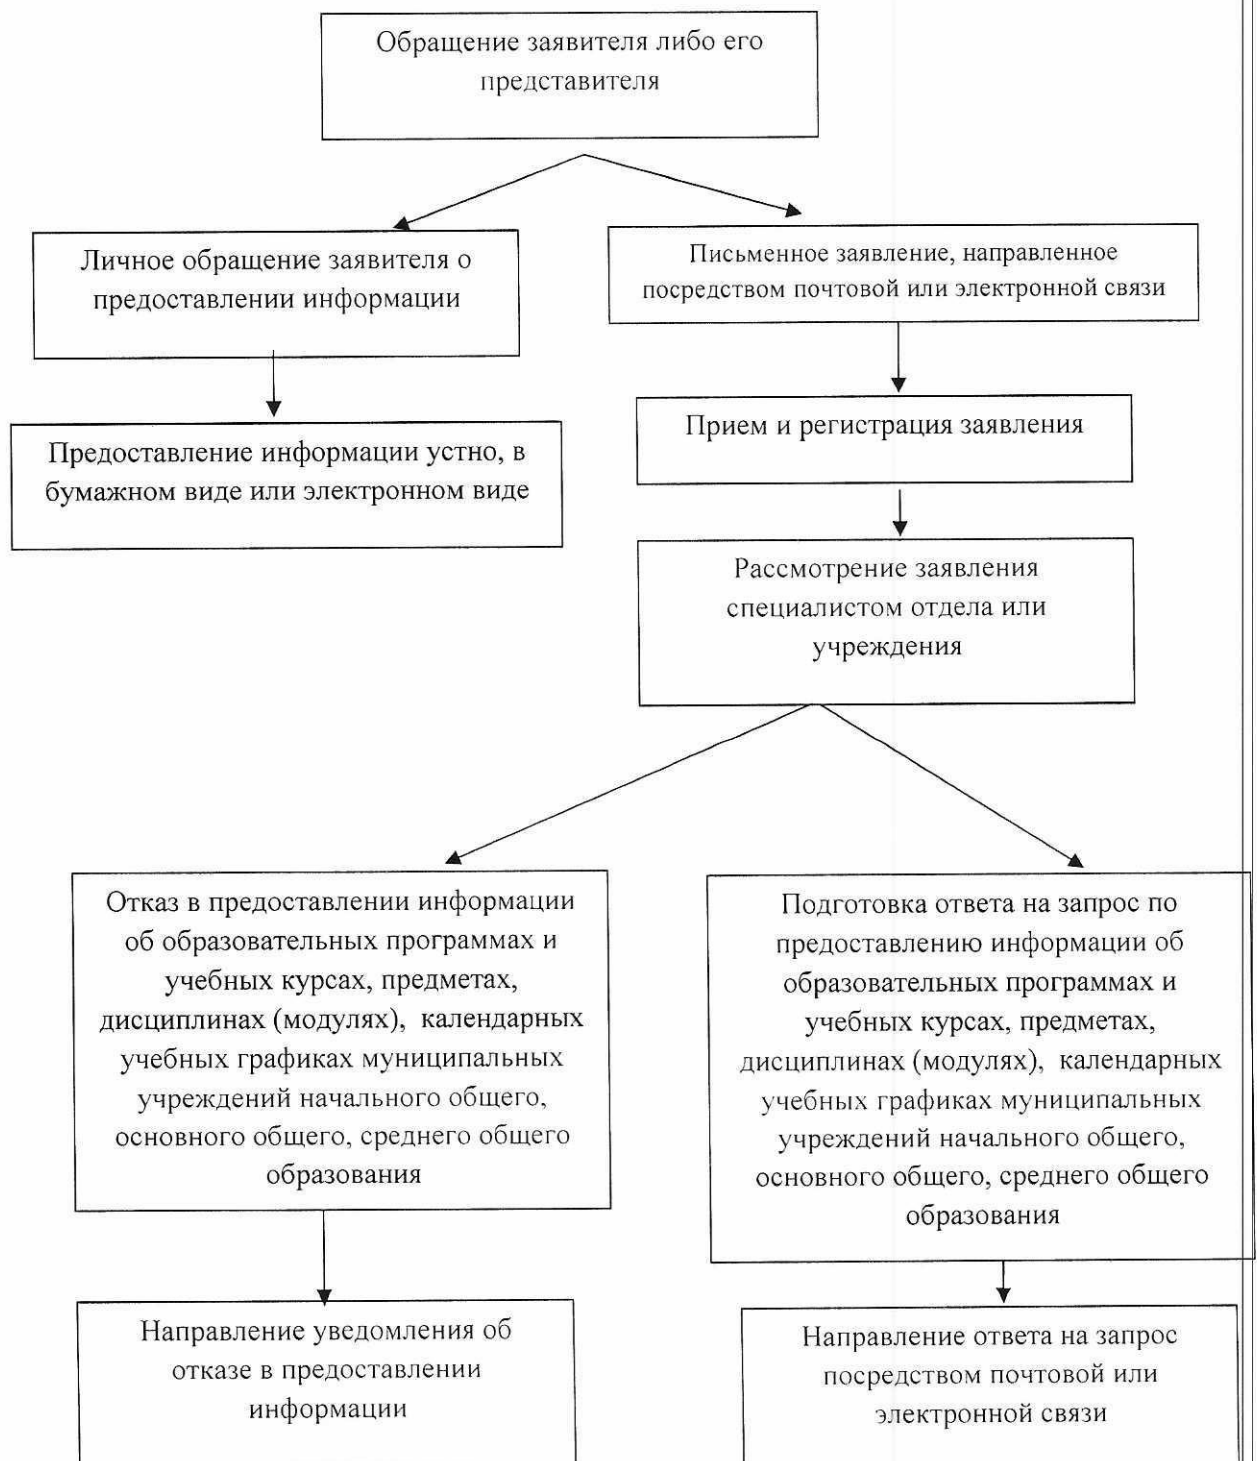 Обращение заявителя либо его
представителя
Личное обращение заявителя о
предоставлении информации
Письменное заявление, направленное
посредством почтовой или электронной связи
Предоставление информации устно, в
бумажном виде или электронном виде
Прием и регистрация заявления
Рассмотрение заявления
специалистом отдела или
учреждения
Отказ в предоставлении информации
об образовательных программах и
учебных курсах, предметах,
дисциплинах (модулях), календарных
учебных графиках муниципальных
учреждений начального общего,
основного общего, среднего общего
образования
Подготовка ответа на запрос по
предоставлению информации об
образовательных программах и
учебных курсах, предметах,
дисциплинах (модулях), календарных
учебных графиках муниципальных
учреждений начального общего,
основного общего, среднего общего
образования
Направление уведомления об
отказе в предоставлении
информации
Направление ответа на запрос
посредством почтовой или
электронной связи